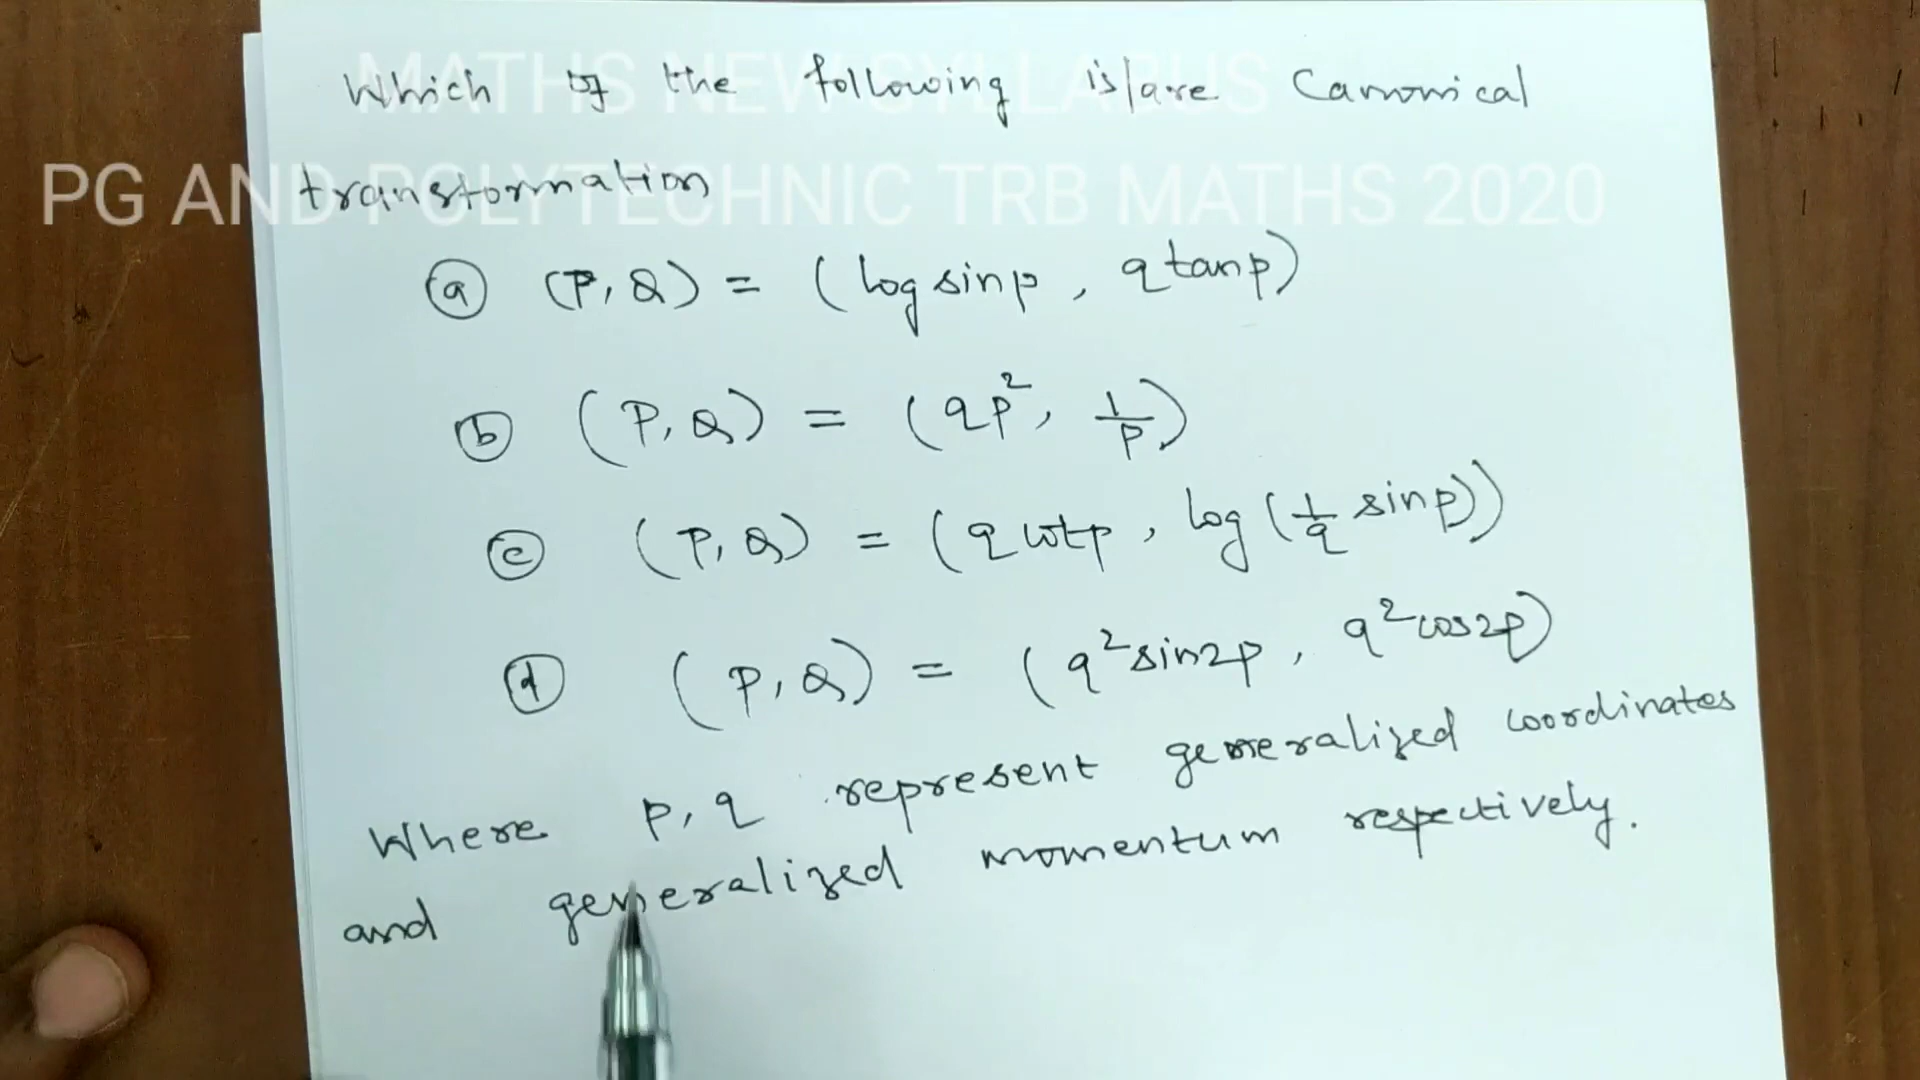 MATHS NEW SYLLABUS
Which of the following is/are Canonical
PG AND POLYTECHNIC TRB MATHS 2020
transformation
(a) (P, Q) = (log sin p, q tan p)
(b) (P, Q) = (qp², 1/p)
(c) (P, Q) = (q cot p, log(1/q sin p))
(d) (P, Q) = (q² sin 2p, q² cos 2p)
Where p, q represent generalized coordinates
and generalized momentum respectively.